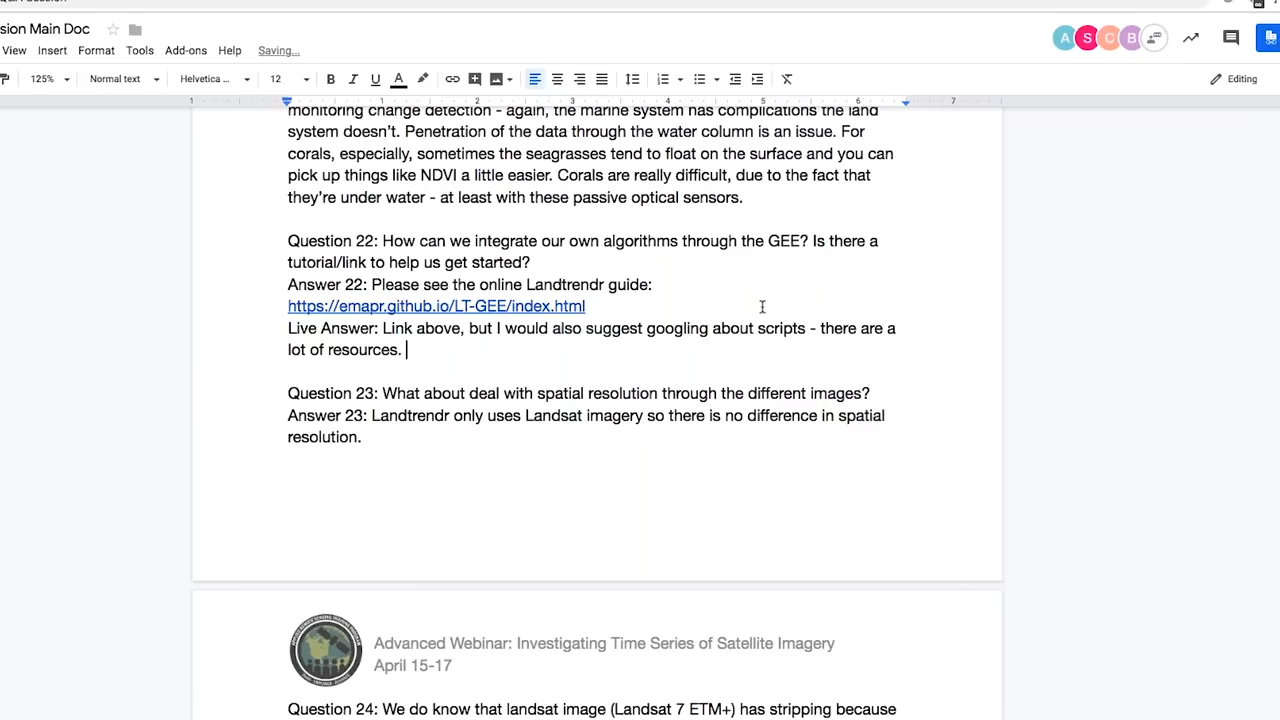 sion Main Doc
View Insert Format Tools Add-ons Help Saving...
A S C B
125% Normal text Helvetica ... 12 B I U A Editing
1 1 2 3 4 5 6 7
monitoring change detection - again, the marine system has complications the land
system doesn't. Penetration of the data through the water column is an issue. For
corals, especially, sometimes the seagrasses tend to float on the surface and you can
pick up things like NDVI a little easier. Corals are really difficult, due to the fact that
they're under water - at least with these passive optical sensors.
Question 22: How can we integrate our own algorithms through the GEE? Is there a
tutorial/link to help us get started?
Answer 22: Please see the online Landtrendr guide:
https://emapr.github.io/LT-GEE/index.html
Live Answer: Link above, but I would also suggest googling about scripts - there are a
lot of resources.
Question 23: What about deal with spatial resolution through the different images?
Answer 23: Landtrendr only uses Landsat imagery so there is no difference in spatial
resolution.
Advanced Webinar: Investigating Time Series of Satellite Imagery
April 15-17
Question 24: We do know that landsat image (Landsat 7 ETM+) has stripping because